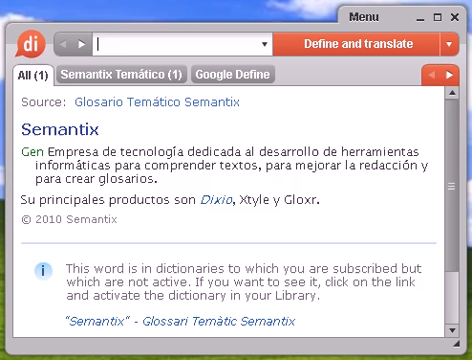 Menu
di
Define and translate
All (1) Semantix Temático (1) Google Define
Source: Glosario Temático Semantix
Semantix
Gen Empresa de tecnología dedicada al desarrollo de herramientas
informáticas para comprender textos, para mejorar la redacción y
para crear glosarios.
Su principales productos son Dixio, Xtyle y Gloxr.
© 2010 Semantix
i
This word is in dictionaries to which you are subscribed but
which are not active. If you want to see it, click on the link
and activate the dictionary in your Library.
"Semantix" - Glossari Temàtic Semantix